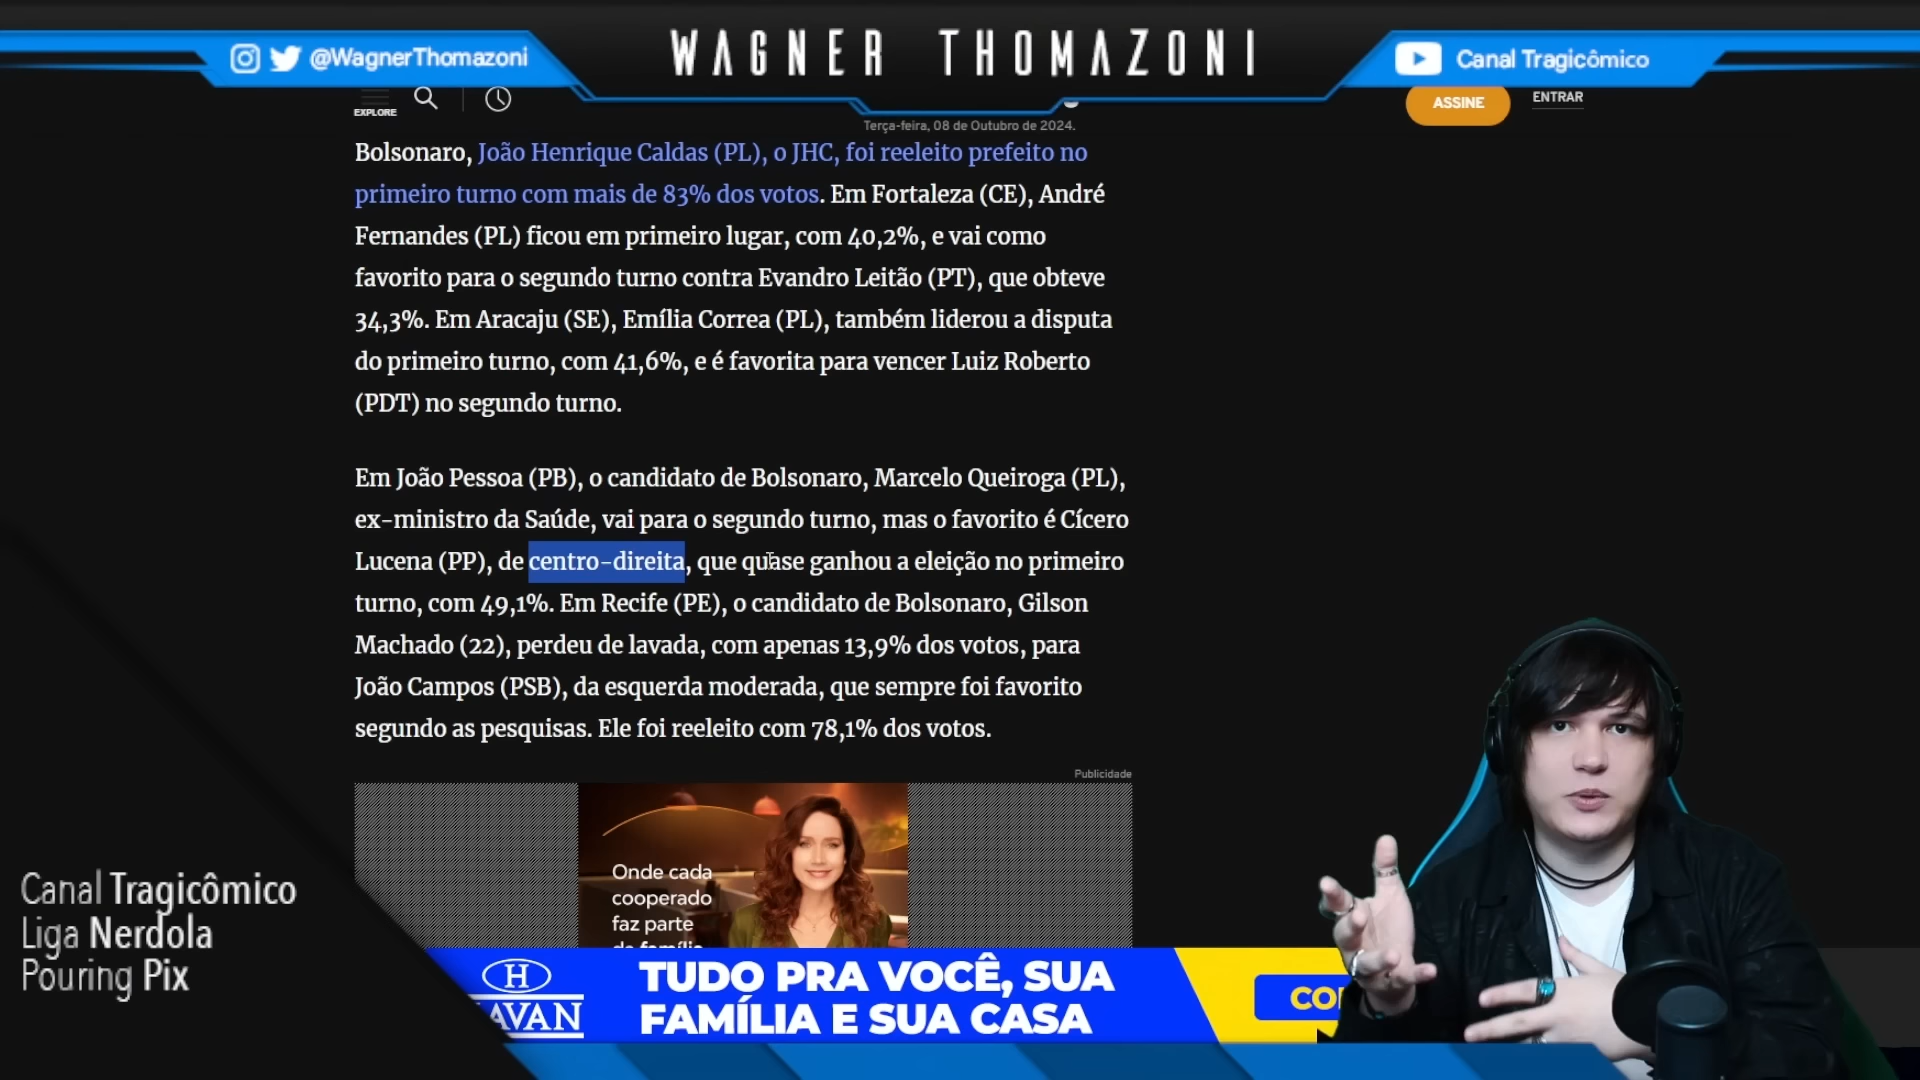 WAGNER THOMAZONI
@WagnerThomazoni
Canal Tragicômico
EXPLORE
ASSINE
ENTRAR
Terça-feira, 08 de Outubro de 2024.
Bolsonaro, João Henrique Caldas (PL), o JHC, foi reeleito prefeito no
primeiro turno com mais de 83% dos votos. Em Fortaleza (CE), André
Fernandes (PL) ficou em primeiro lugar, com 40,2%, e vai como
favorito para o segundo turno contra Evandro Leitão (PT), que obteve
34,3%. Em Aracaju (SE), Emília Correa (PL), também liderou a disputa
do primeiro turno, com 41,6%, e é favorita para vencer Luiz Roberto
(PDT) no segundo turno.
Em João Pessoa (PB), o candidato de Bolsonaro, Marcelo Queiroga (PL),
ex-ministro da Saúde, vai para o segundo turno, mas o favorito é Cícero
Lucena (PP), de centro-direita, que quase ganhou a eleição no primeiro
turno, com 49,1%. Em Recife (PE), o candidato de Bolsonaro, Gilson
Machado (22), perdeu de lavada, com apenas 13,9% dos votos, para
João Campos (PSB), da esquerda moderada, que sempre foi favorito
segundo as pesquisas. Ele foi reeleito com 78,1% dos votos.
Publicidade
Onde cada
cooperado
faz parte
Canal Tragicômico
Liga Nerdola
Pouring Pix
H
AVAN
TUDO PRA VOCÊ, SUA
FAMÍLIA E SUA CASA